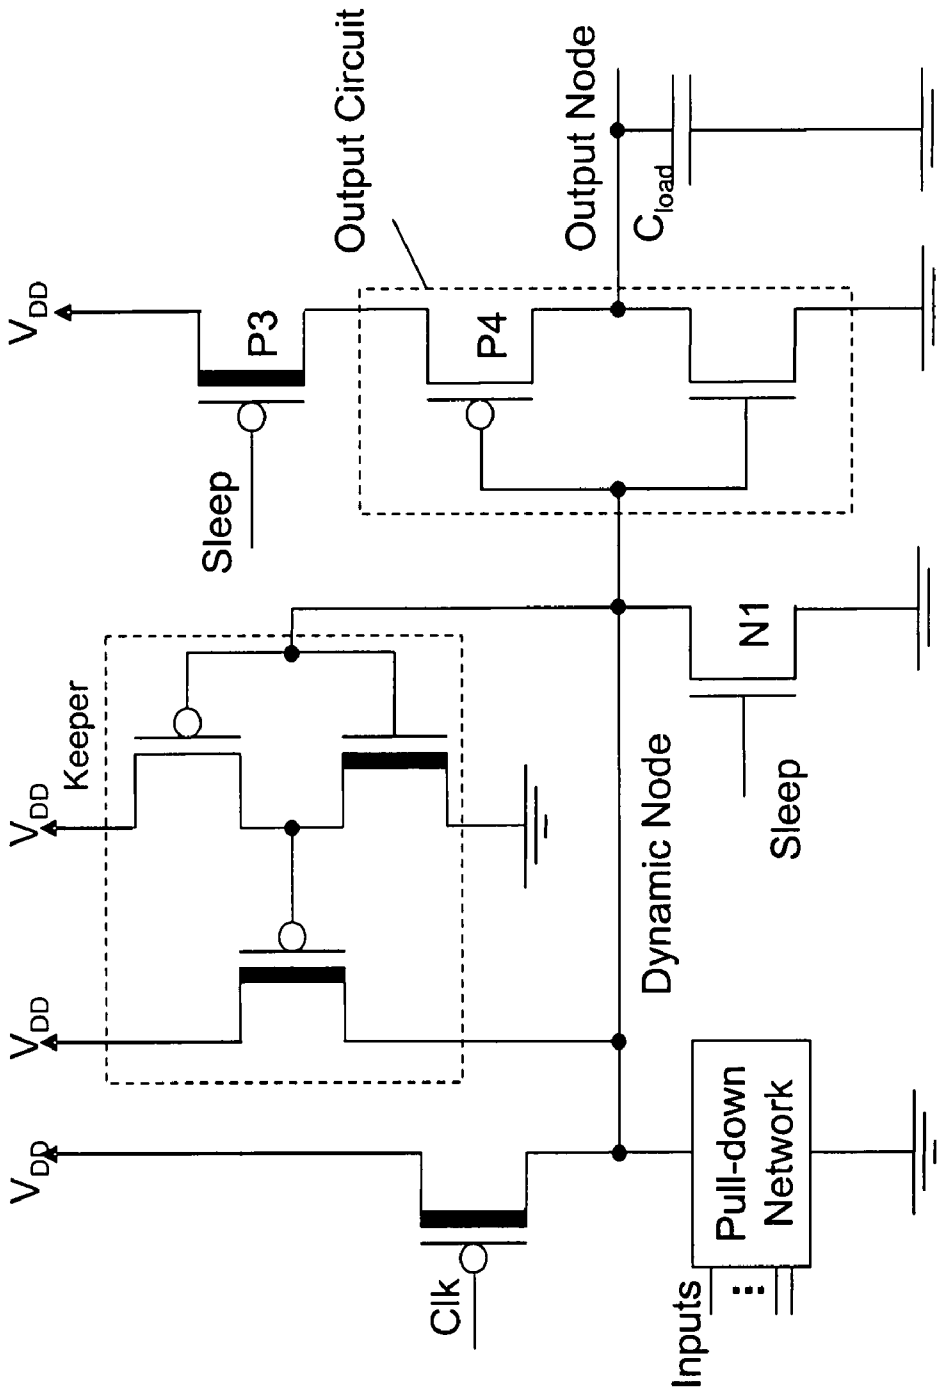 V_DD
V_DD
V_DD
V_DD
Keeper
Sleep
P3
Output Circuit
Clk
P4
Output Node
Dynamic Node
C_load
Inputs
Pull-down
Network
Sleep
N1